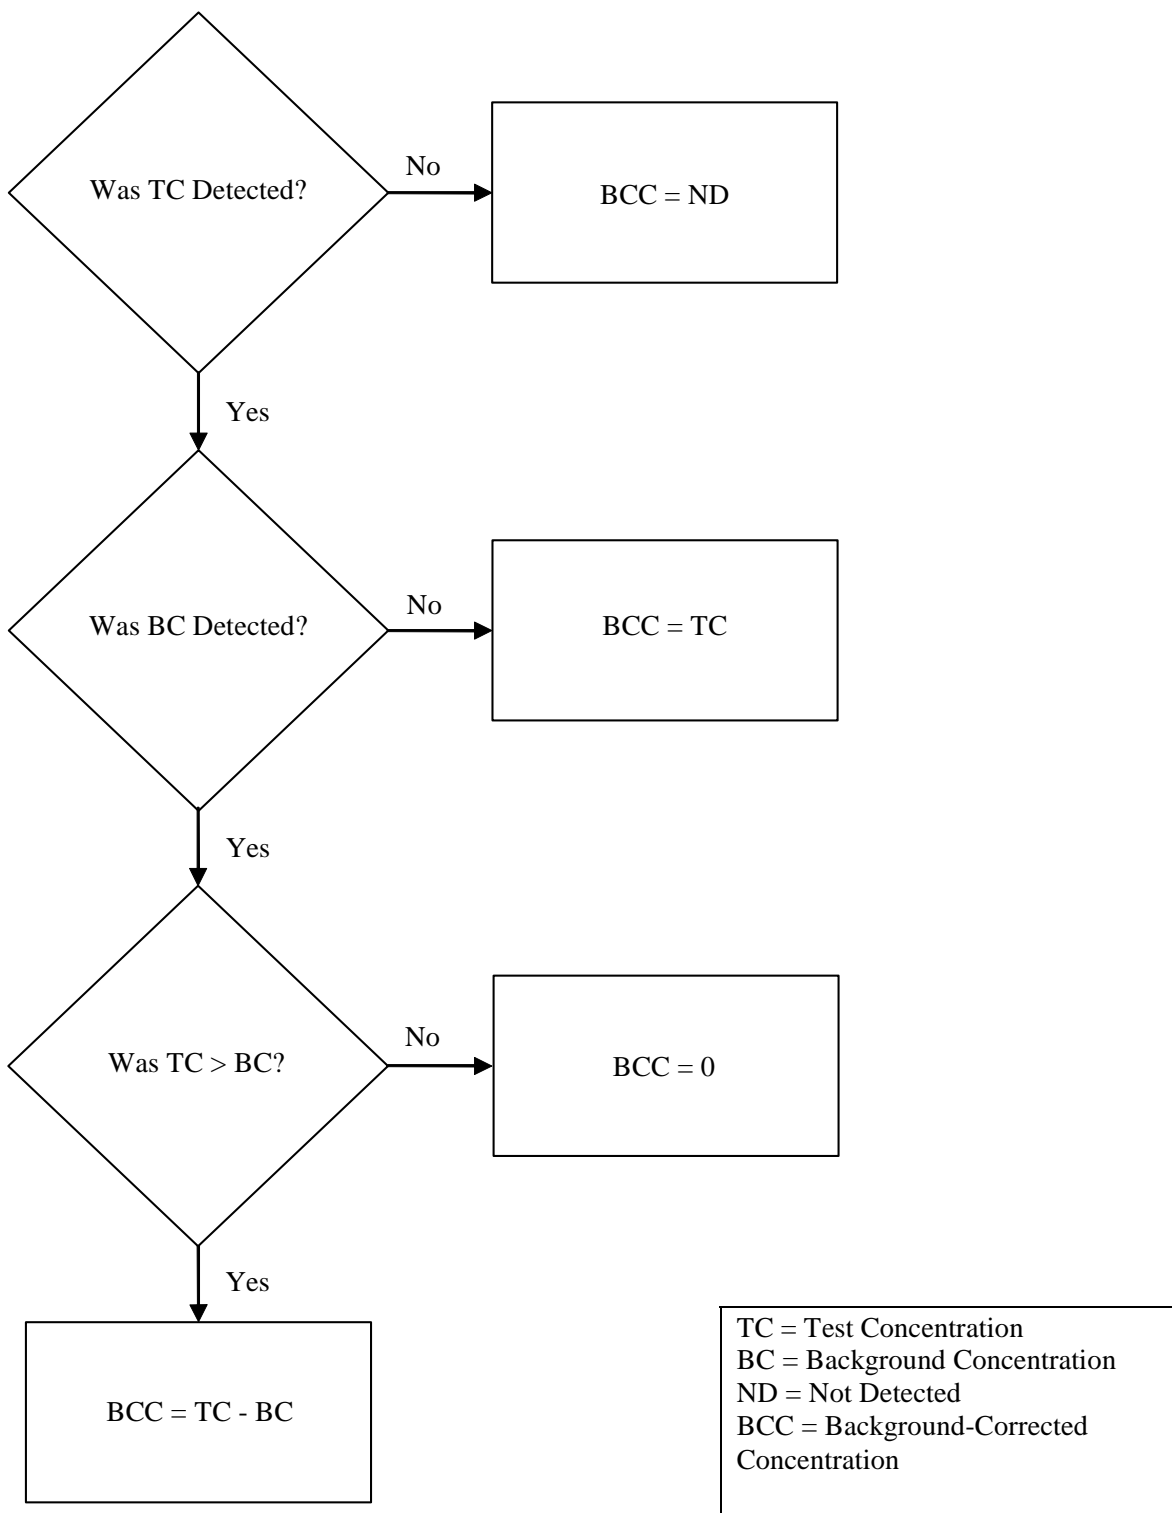 Was TC Detected?
No
BCC = ND
Yes
Was BC Detected?
No
BCC = TC
Yes
Was TC > BC?
No
BCC = 0
Yes
BCC = TC - BC
TC = Test Concentration
BC = Background Concentration
ND = Not Detected
BCC = Background-Corrected
Concentration